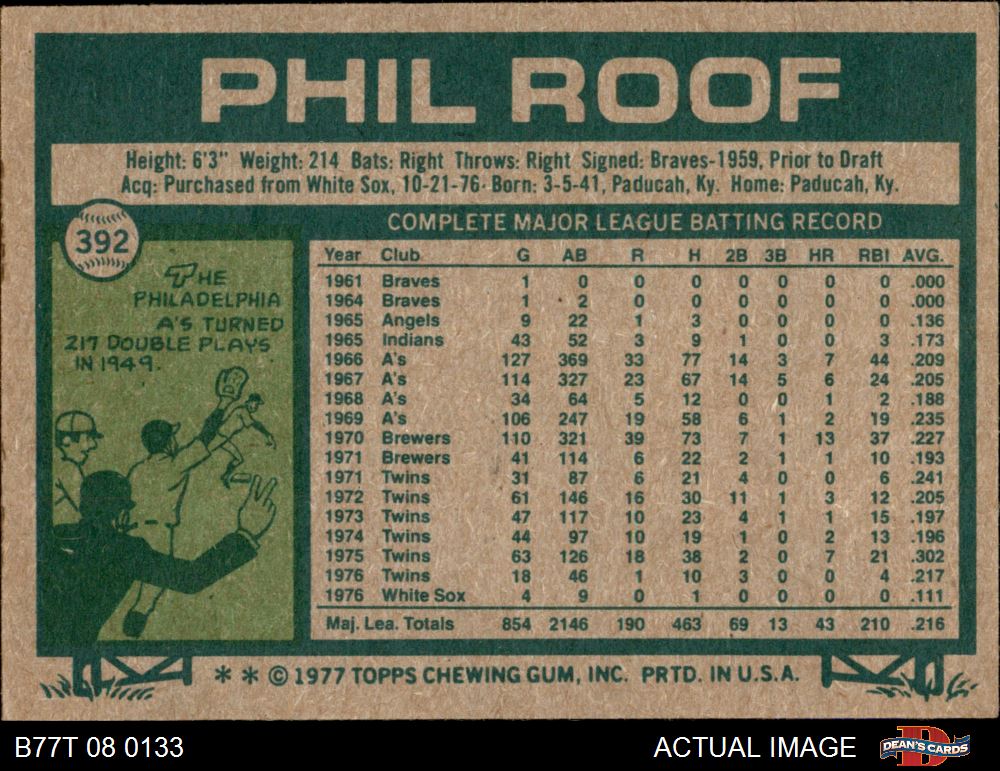 PHIL ROOF
Height: 6'3" Weight: 214 Bats: Right Throws: Right Signed: Braves-1959, Prior to Draft
Acq: Purchased from White Sox, 10-21-76. Born: 3-5-41, Paducah, Ky. Home: Paducah, Ky.
392
COMPLETE MAJOR LEAGUE BATTING RECORD
THE
PHILADELPHIA
A'S TURNED
217 DOUBLE PLAYS
IN 1949.
Year Club G AB R H 2B 3B HR RBI AVG.
1961 Braves 1 0 0 0 0 0 0 0 .000
1964 Braves 1 2 0 0 0 0 0 0 .000
1965 Angels 9 22 1 3 0 0 0 0 .136
1965 Indians 43 52 3 9 1 0 0 3 .173
1966 A's 127 369 33 77 14 3 7 44 .209
1967 A's 114 327 23 67 14 5 6 24 .205
1968 A's 34 64 5 12 0 0 1 2 .188
1969 A's 106 247 19 58 6 1 2 19 .235
1970 Brewers 110 321 39 73 7 1 13 37 .227
1971 Brewers 41 114 6 22 2 1 1 10 .193
1971 Twins 31 87 6 21 4 0 0 6 .241
1972 Twins 61 146 16 30 11 1 3 12 .205
1973 Twins 47 117 10 23 4 1 1 15 .197
1974 Twins 44 97 10 19 1 0 2 13 .196
1975 Twins 63 126 18 38 2 0 7 21 .302
1976 Twins 18 46 1 10 3 0 0 4 .217
1976 White Sox 4 9 0 1 0 0 0 0 .111
Maj. Lea. Totals 854 2146 190 463 69 13 43 210 .216
* * © 1977 TOPPS CHEWING GUM, INC. PRTD. IN U.S.A.
B77T 08 0133
ACTUAL IMAGE
DEAN'S CARDS